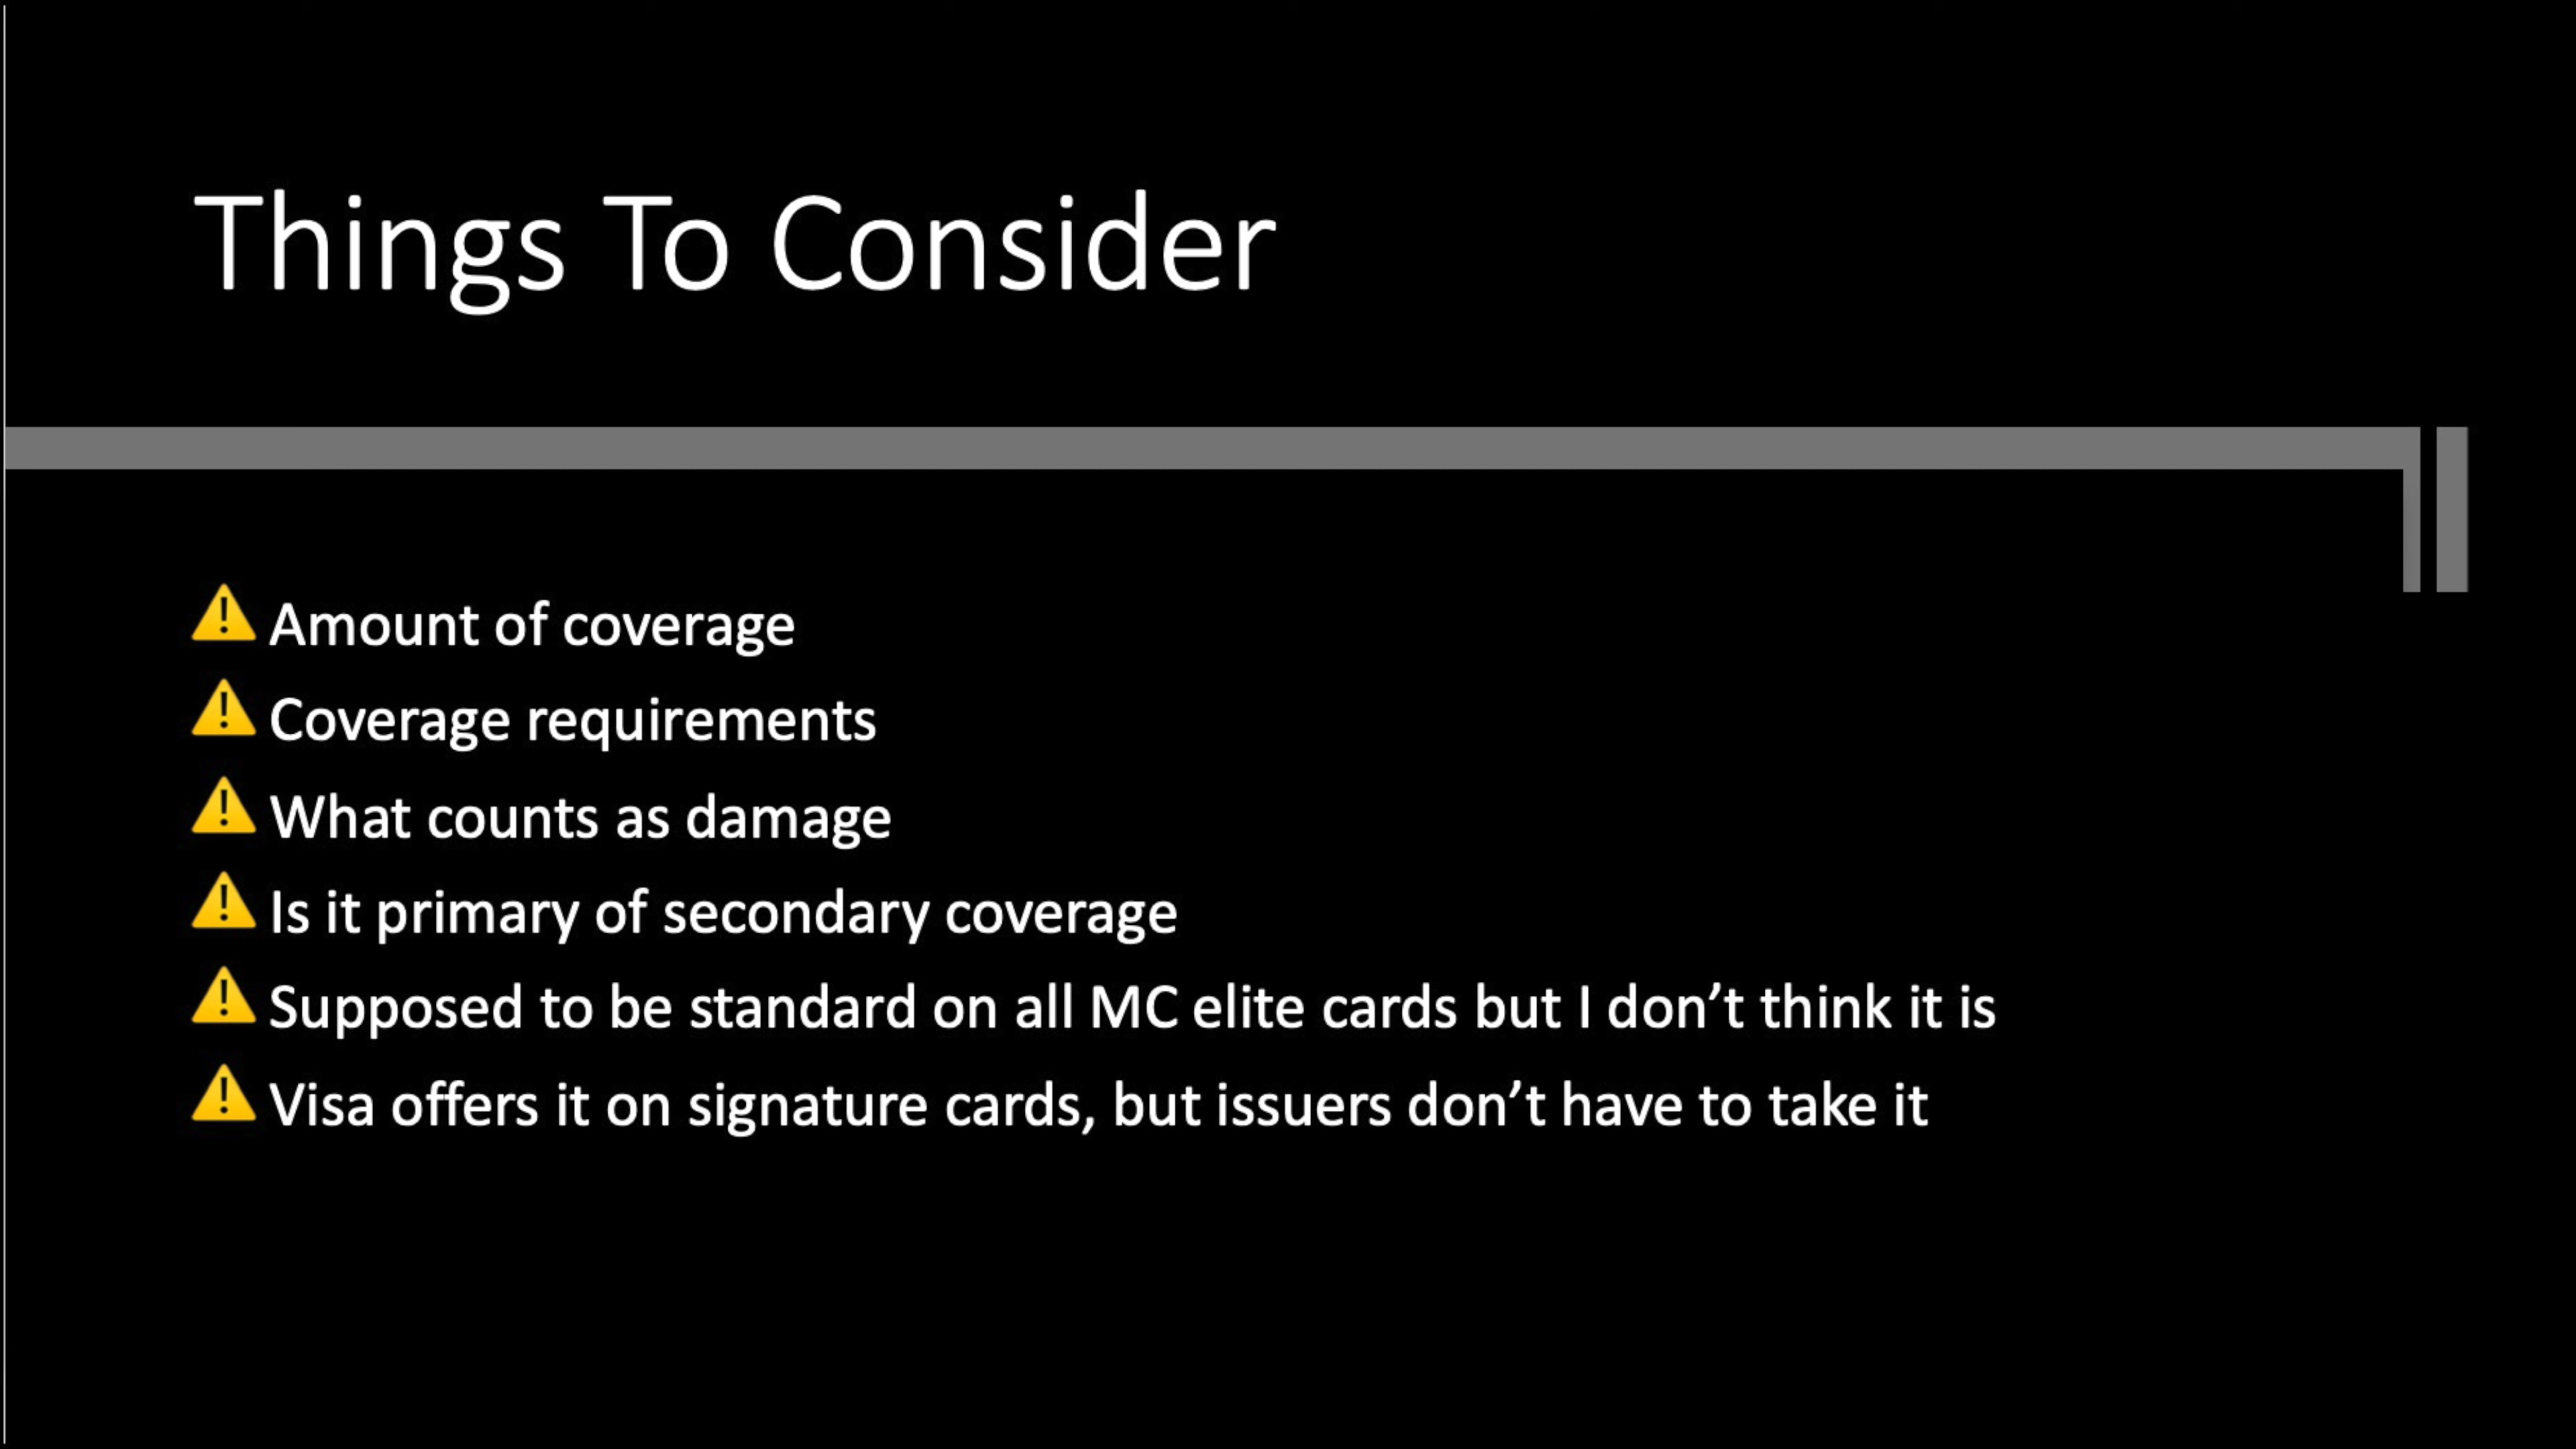 Things To Consider
⚠️ Amount of coverage
⚠️ Coverage requirements
⚠️ What counts as damage
⚠️ Is it primary of secondary coverage
⚠️ Supposed to be standard on all MC elite cards but I don’t think it is
⚠️ Visa offers it on signature cards, but issuers don’t have to take it